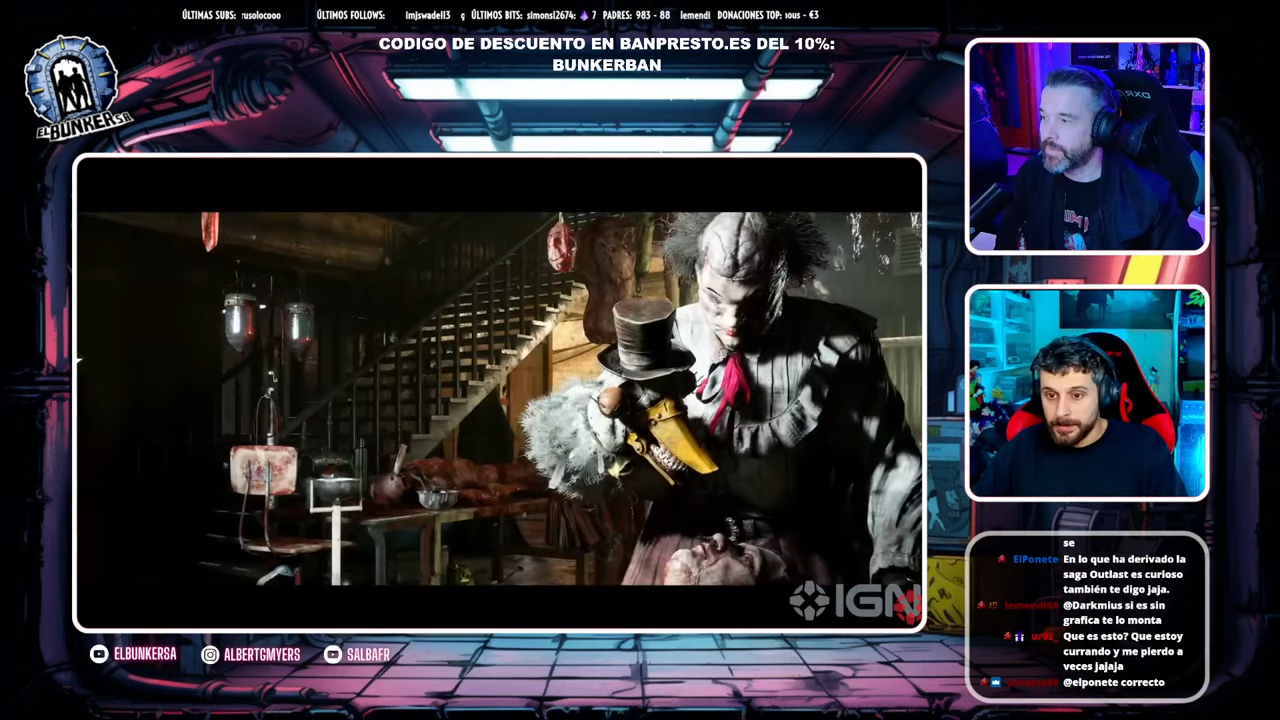 ÚLTIMAS SUBS: rusolocooo ÚLTIMOS FOLLOWS: imjswadell3 g ÚLTIMOS BITS: simons12674: 7 PADRES: 983 - 88 lemendi DONACIONES TOP: ious - €3
CODIGO DE DESCUENTO EN BANPRESTO.ES DEL 10%:
BUNKERBAN
EL BUNKER S.A
DXR
IGN
ELBUNKERSA ALBERTGMYERS SALBAFR
se
ElPonete En lo que ha derivado la
saga Outlast es curioso
también te digo jaja.
lemendi66 @Darkmius si es sin
grafica te lo monta
Que es esto? Que estoy
currando y me pierdo a
veces jajaja
@elponete correcto